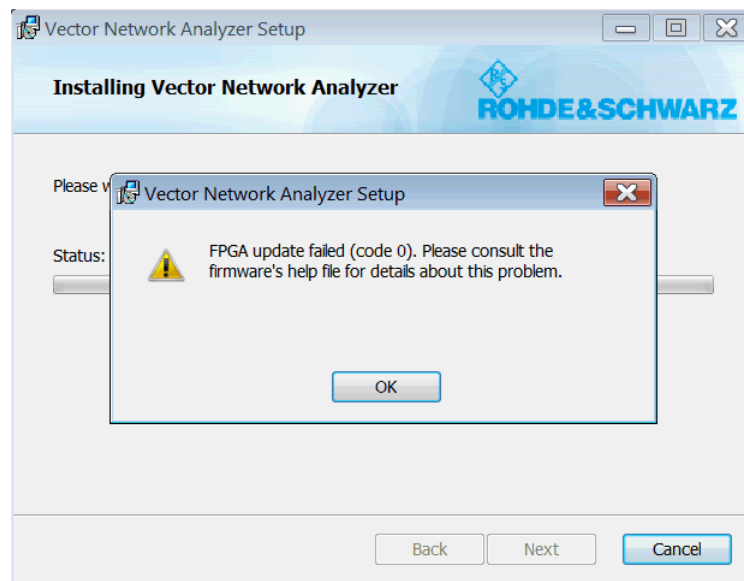 Vector Network Analyzer Setup
Installing Vector Network Analyzer
ROHDE&SCHWARZ
Please
Vector Network Analyzer Setup
Status:
FPGA update failed (code 0). Please consult the
firmware's help file for details about this problem.
OK
Back
Next
Cancel